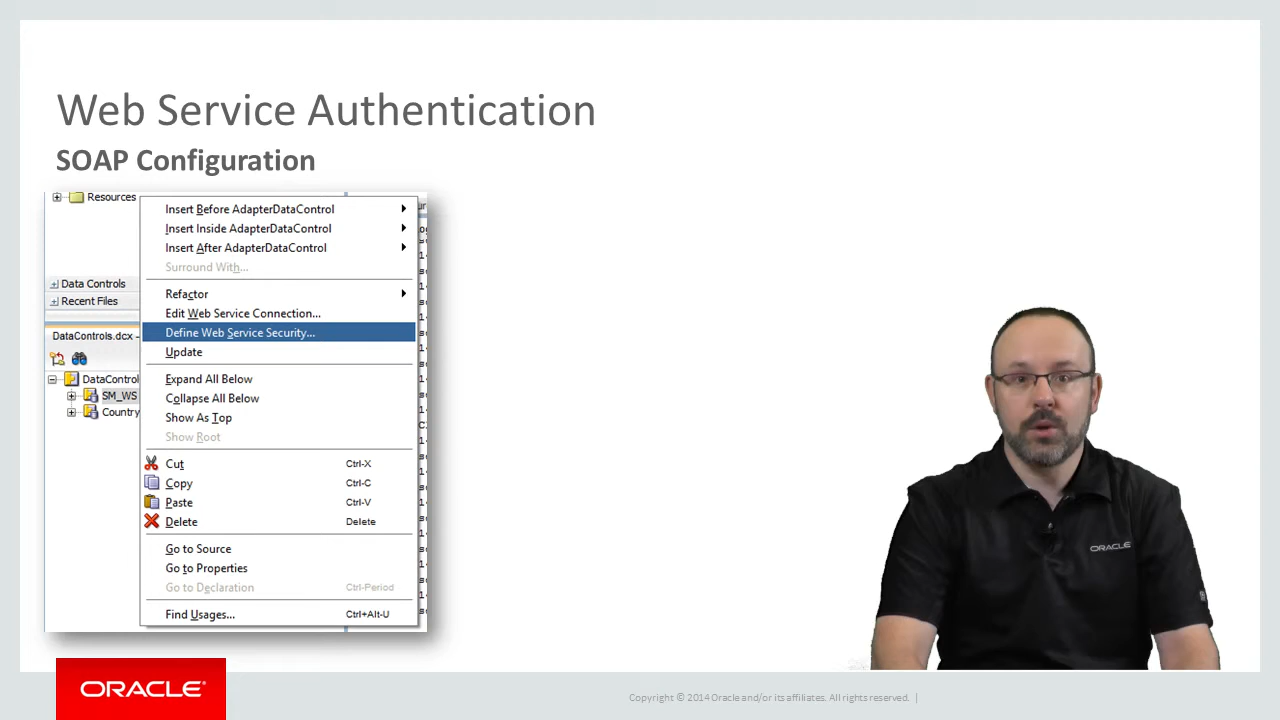 Web Service Authentication
SOAP Configuration
Resources
Insert Before AdapterDataControl
Insert Inside AdapterDataControl
Insert After AdapterDataControl
Surround With...
Data Controls
Refactor
Recent Files
Edit Web Service Connection...
Define Web Service Security...
DataControls.dcx
Update
DataControl
Expand All Below
SM_WS
Collapse All Below
Country
Show As Top
Show Root
Cut Ctrl-X
Copy Ctrl-C
Paste Ctrl-V
Delete Delete
Go to Source
Go to Properties
Go to Declaration Ctrl-Period
Find Usages... Ctrl+Alt-U
ORACLE
ORACLE®
Copyright © 2014 Oracle and/or its affiliates. All rights reserved. |